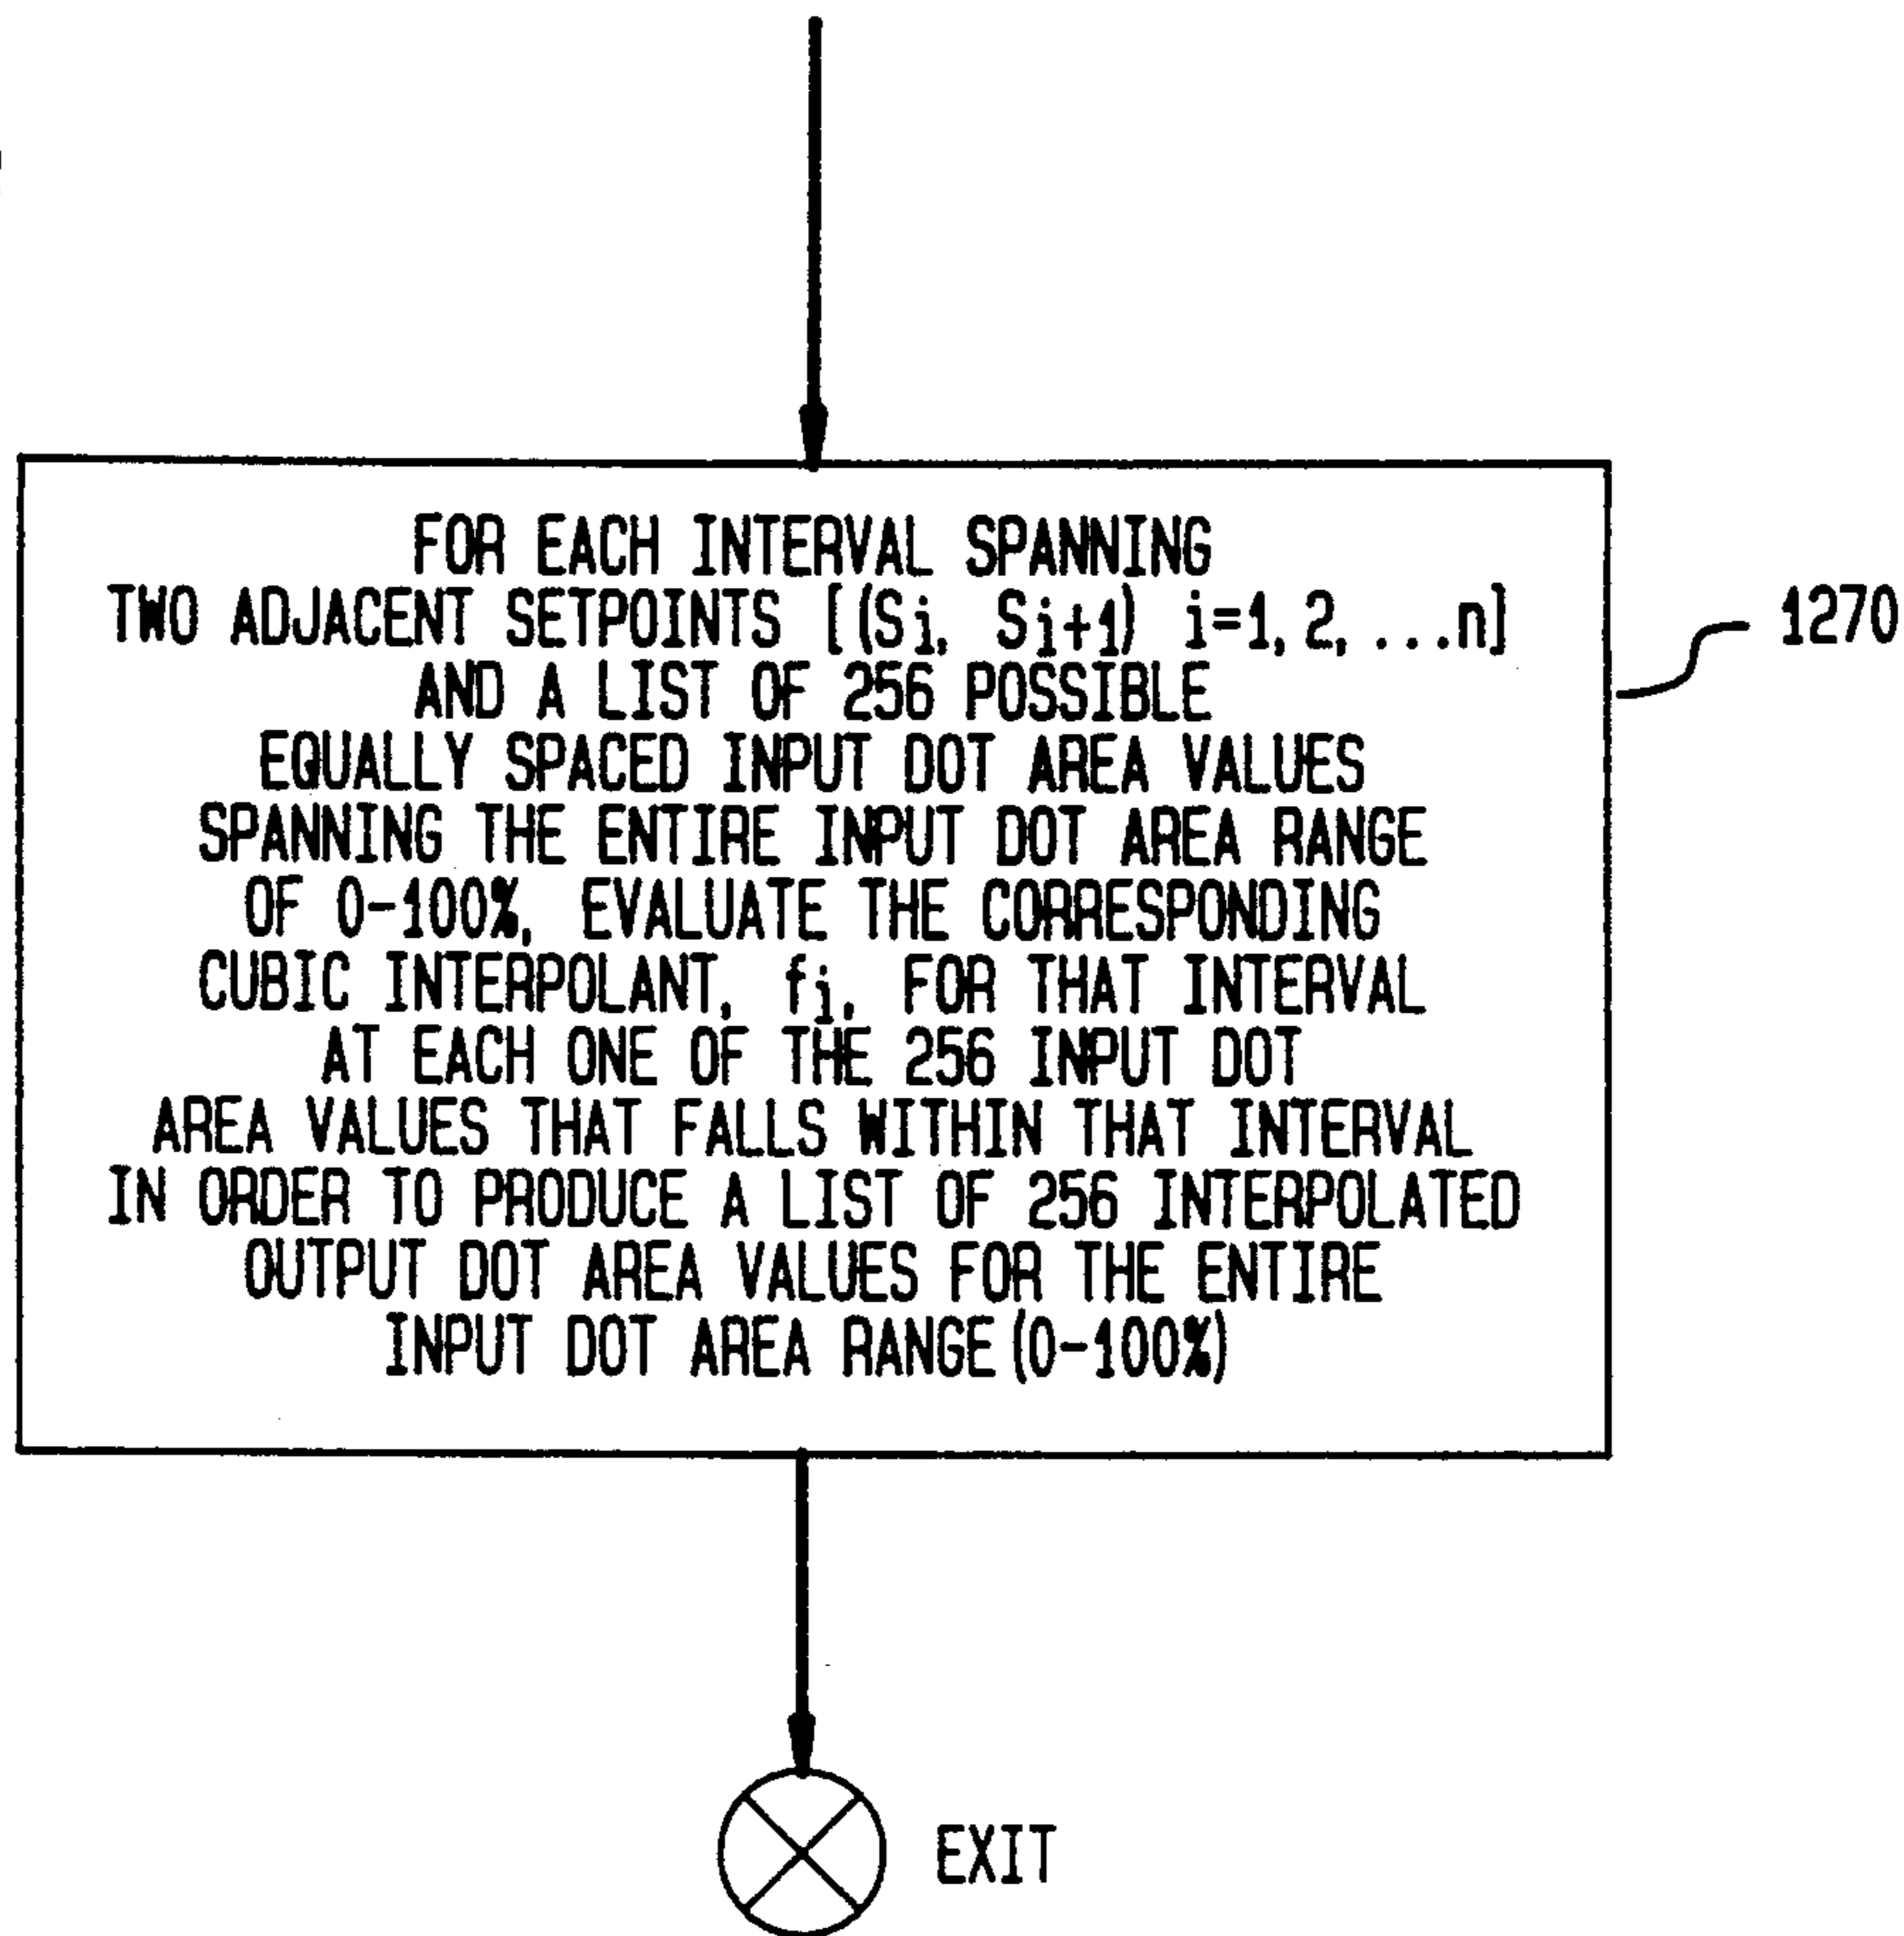 FOR EACH INTERVAL SPANNING
TWO ADJACENT SETPOINTS [(Si, Si+1) i=1, 2, ...n]
AND A LIST OF 256 POSSIBLE
EQUALLY SPACED INPUT DOT AREA VALUES
SPANNING THE ENTIRE INPUT DOT AREA RANGE
OF 0-100%, EVALUATE THE CORRESPONDING
CUBIC INTERPOLANT, fi, FOR THAT INTERVAL
AT EACH ONE OF THE 256 INPUT DOT
AREA VALUES THAT FALLS WITHIN THAT INTERVAL
IN ORDER TO PRODUCE A LIST OF 256 INTERPOLATED
OUTPUT DOT AREA VALUES FOR THE ENTIRE
INPUT DOT AREA RANGE (0-100%)
1270
EXIT